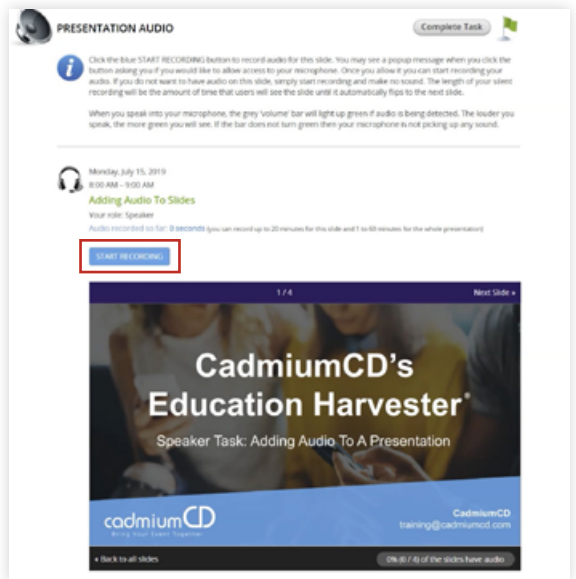 PRESENTATION AUDIO
Complete Task
Click the blue START RECORDING button to record audio for this slide. You may see a popup message when you click the
button asking you if you would like to allow access to your microphone. Once you allow it you can start recording your
audio. If you do not want to have audio on this slide, simply start recording and make no sound. The length of your silent
recording will be the amount of time that users will see the slide until it automatically flips to the next slide.
When you speak into your microphone, the grey 'volume' bar will light up green if audio is being detected. The louder you
speak, the more green you will see. If the bar does not turn green then your microphone is not picking up any sound.
Monday, July 15, 2019
8:00 AM – 9:00 AM
Adding Audio To Slides
Your role: Speaker
Audio recorded so far: 0 seconds (you can record up to 20 minutes for this slide and 1 to 60 minutes for the whole presentation)
START RECORDING
1 / 4
Next Slide »
CadmiumCD's
Education Harvester
Speaker Task: Adding Audio To A Presentation
cadmiumCD
Bring Your Event Together
CadmiumCD
training@cadmiumcd.com
« Back to all slides
0% (0 / 4) of the slides have audio